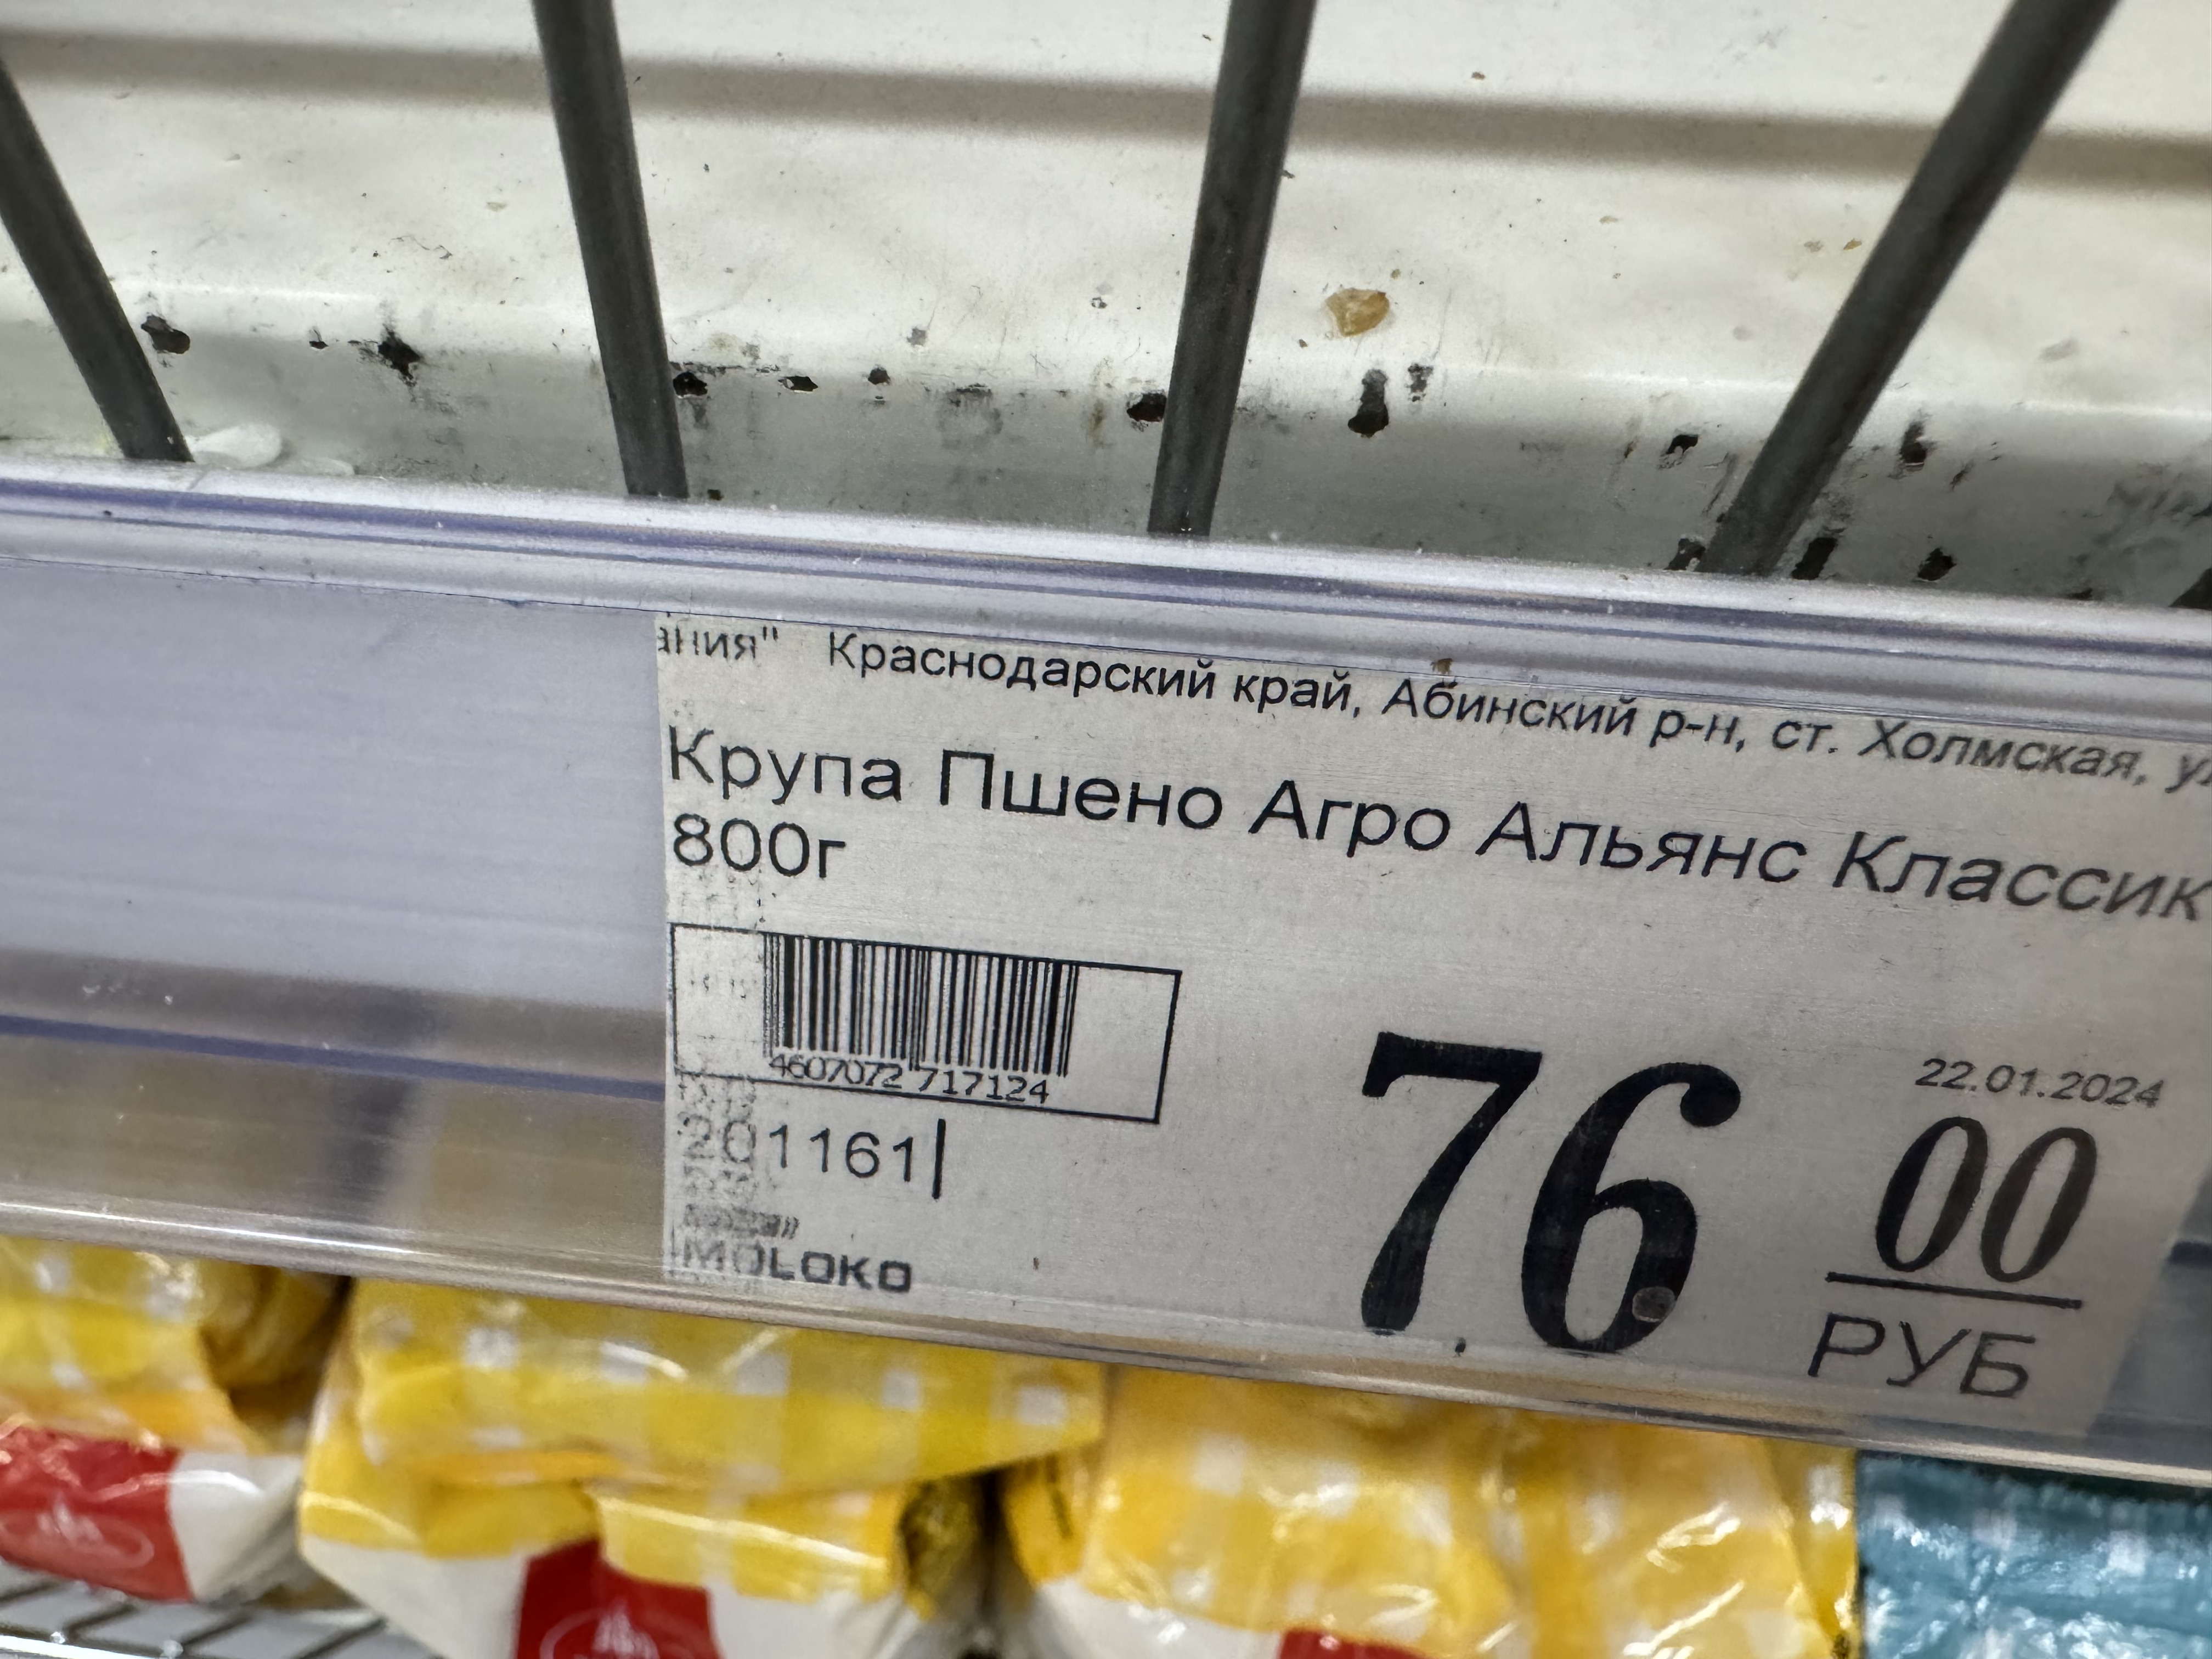 ания" Краснодарский край, Абинский р-н, ст. Холмская, ул
Крупа Пшено Агро Альянс Классик
800г
4607072 717124
201161
22.01.2024
76 00
РУБ
MOLOKO